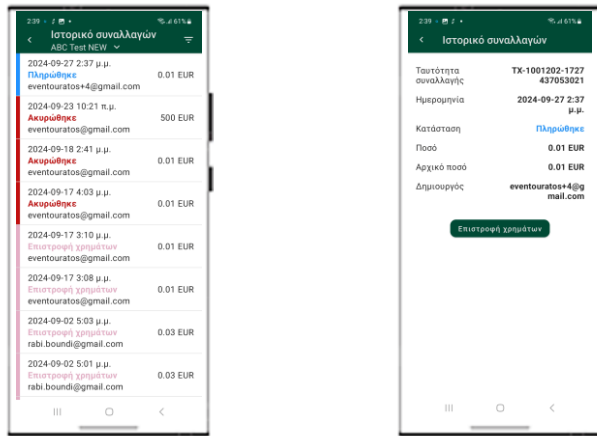 2:39
61%
Ιστορικό συναλλαγών
ABC Test NEW
2024-09-27 2:37 μ.μ.
Πληρώθηκε
0.01 EUR
eventouratos+4@gmail.com
2024-09-23 10:21 π.μ.
Ακυρώθηκε
500 EUR
eventouratos@gmail.com
2024-09-18 2:41 μ.μ.
Ακυρώθηκε
0.01 EUR
eventouratos@gmail.com
2024-09-17 4:03 μ.μ.
Ακυρώθηκε
0.01 EUR
eventouratos@gmail.com
2024-09-17 3:10 μ.μ.
Επιστροφή χρημάτων
0.01 EUR
eventouratos@gmail.com
2024-09-17 3:08 μ.μ.
Επιστροφή χρημάτων
0.01 EUR
eventouratos@gmail.com
2024-09-02 5:03 μ.μ.
Επιστροφή χρημάτων
0.03 EUR
rabi.boundi@gmail.com
2024-09-02 5:01 μ.μ.
Επιστροφή χρημάτων
0.03 EUR
rabi.boundi@gmail.com
2:39
61%
Ιστορικό συναλλαγών
Ταυτότητα TX-1001202-1727
συναλλαγής 437053021
Ημερομηνία 2024-09-27 2:37
μ.μ.
Κατάσταση Πληρώθηκε
Ποσό 0.01 EUR
Αρχικό ποσό 0.01 EUR
Δημιουργός eventouratos+4@g
mail.com
Επιστροφή χρημάτων